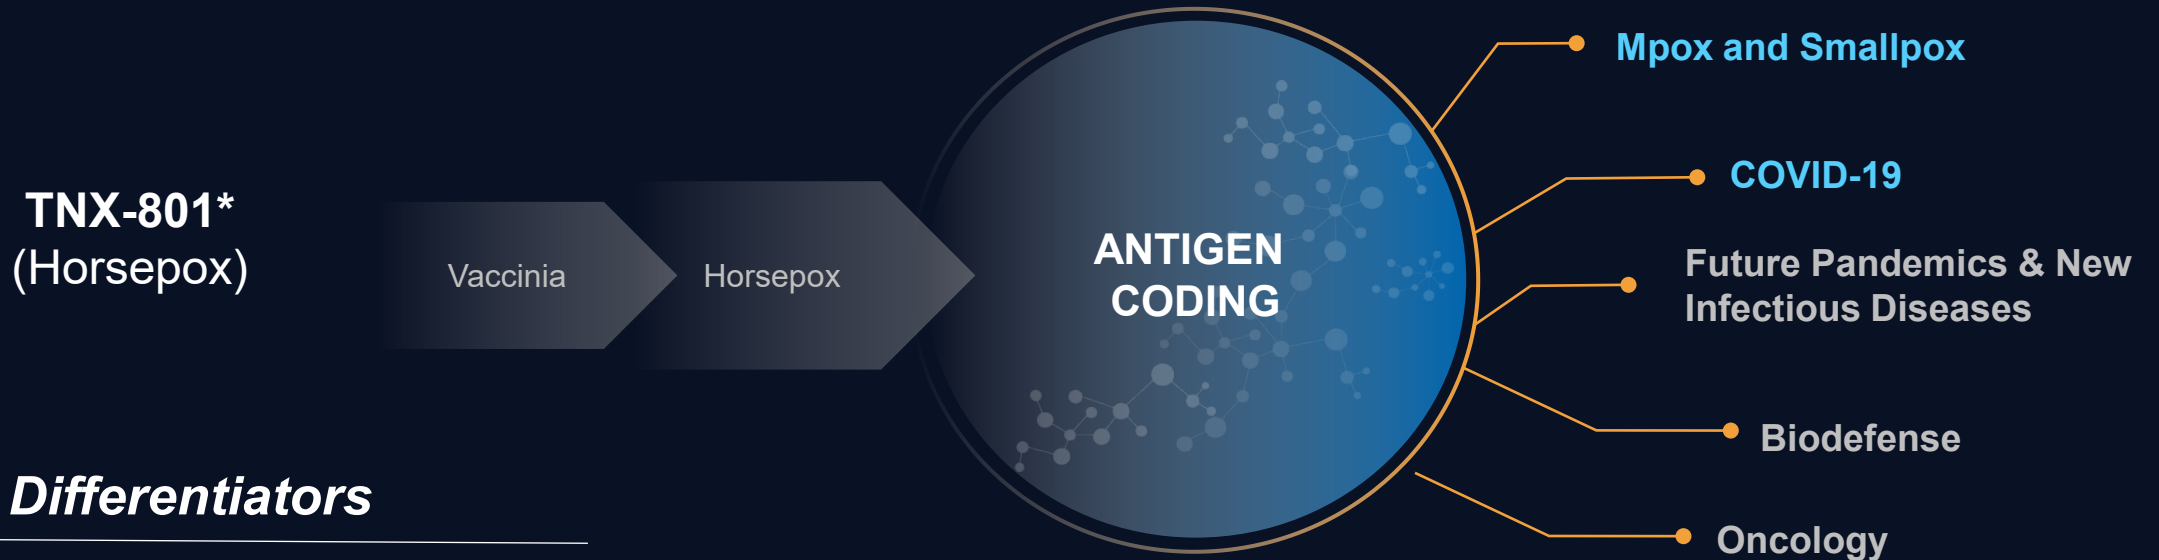 TNX-801*
(Horsepox)
Vaccinia
Horsepox
ANTIGEN
CODING
Mpox and Smallpox
COVID-19
Future Pandemics & New
Infectious Diseases
Biodefense
Oncology
Differentiators